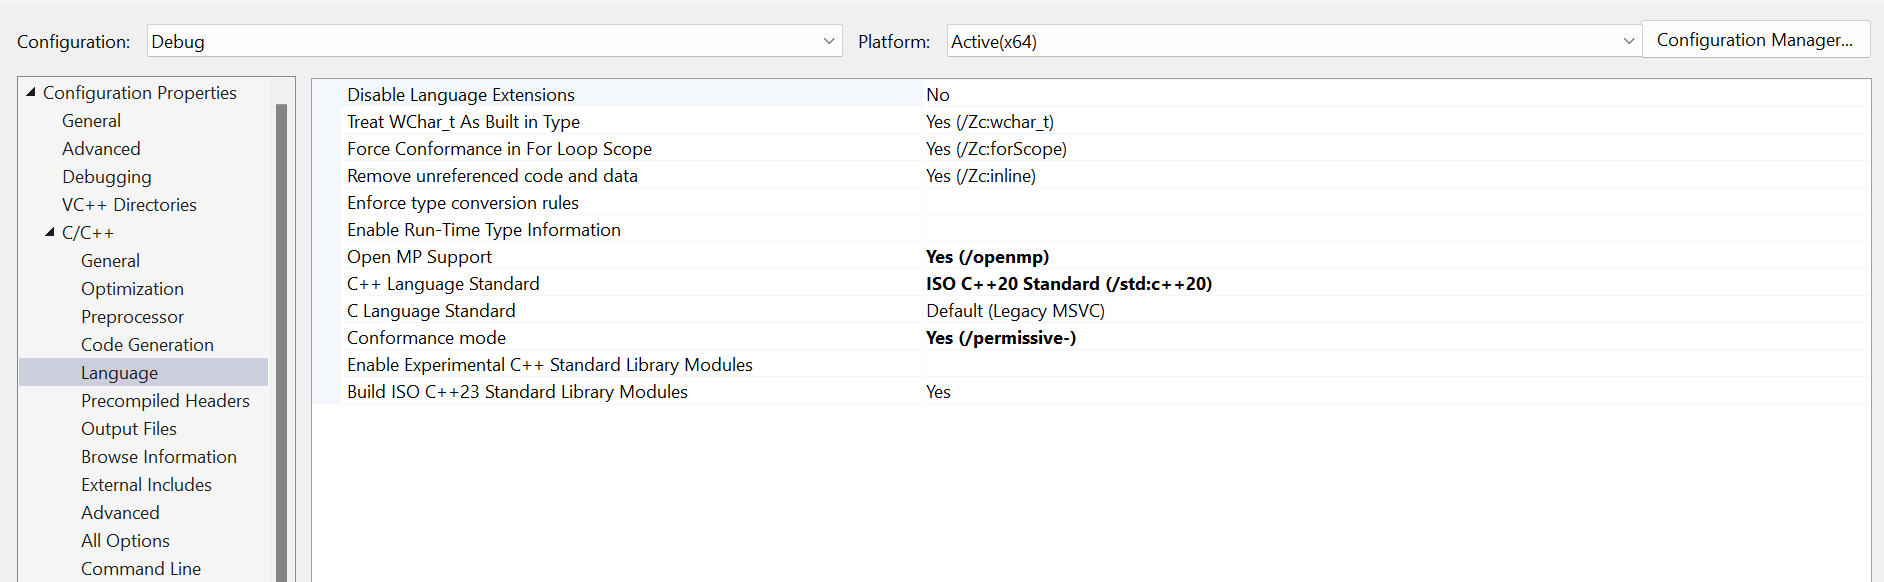 Configuration: Debug Platform: Active(x64) Configuration Manager...
Configuration Properties
General
Advanced
Debugging
VC++ Directories
C/C++
General
Optimization
Preprocessor
Code Generation
Language
Precompiled Headers
Output Files
Browse Information
External Includes
Advanced
All Options
Command Line
Disable Language Extensions No
Treat WChar_t As Built in Type Yes (/Zc:wchar_t)
Force Conformance in For Loop Scope Yes (/Zc:forScope)
Remove unreferenced code and data Yes (/Zc:inline)
Enforce type conversion rules
Enable Run-Time Type Information
Open MP Support Yes (/openmp)
C++ Language Standard ISO C++20 Standard (/std:c++20)
C Language Standard Default (Legacy MSVC)
Conformance mode Yes (/permissive-)
Enable Experimental C++ Standard Library Modules
Build ISO C++23 Standard Library Modules Yes